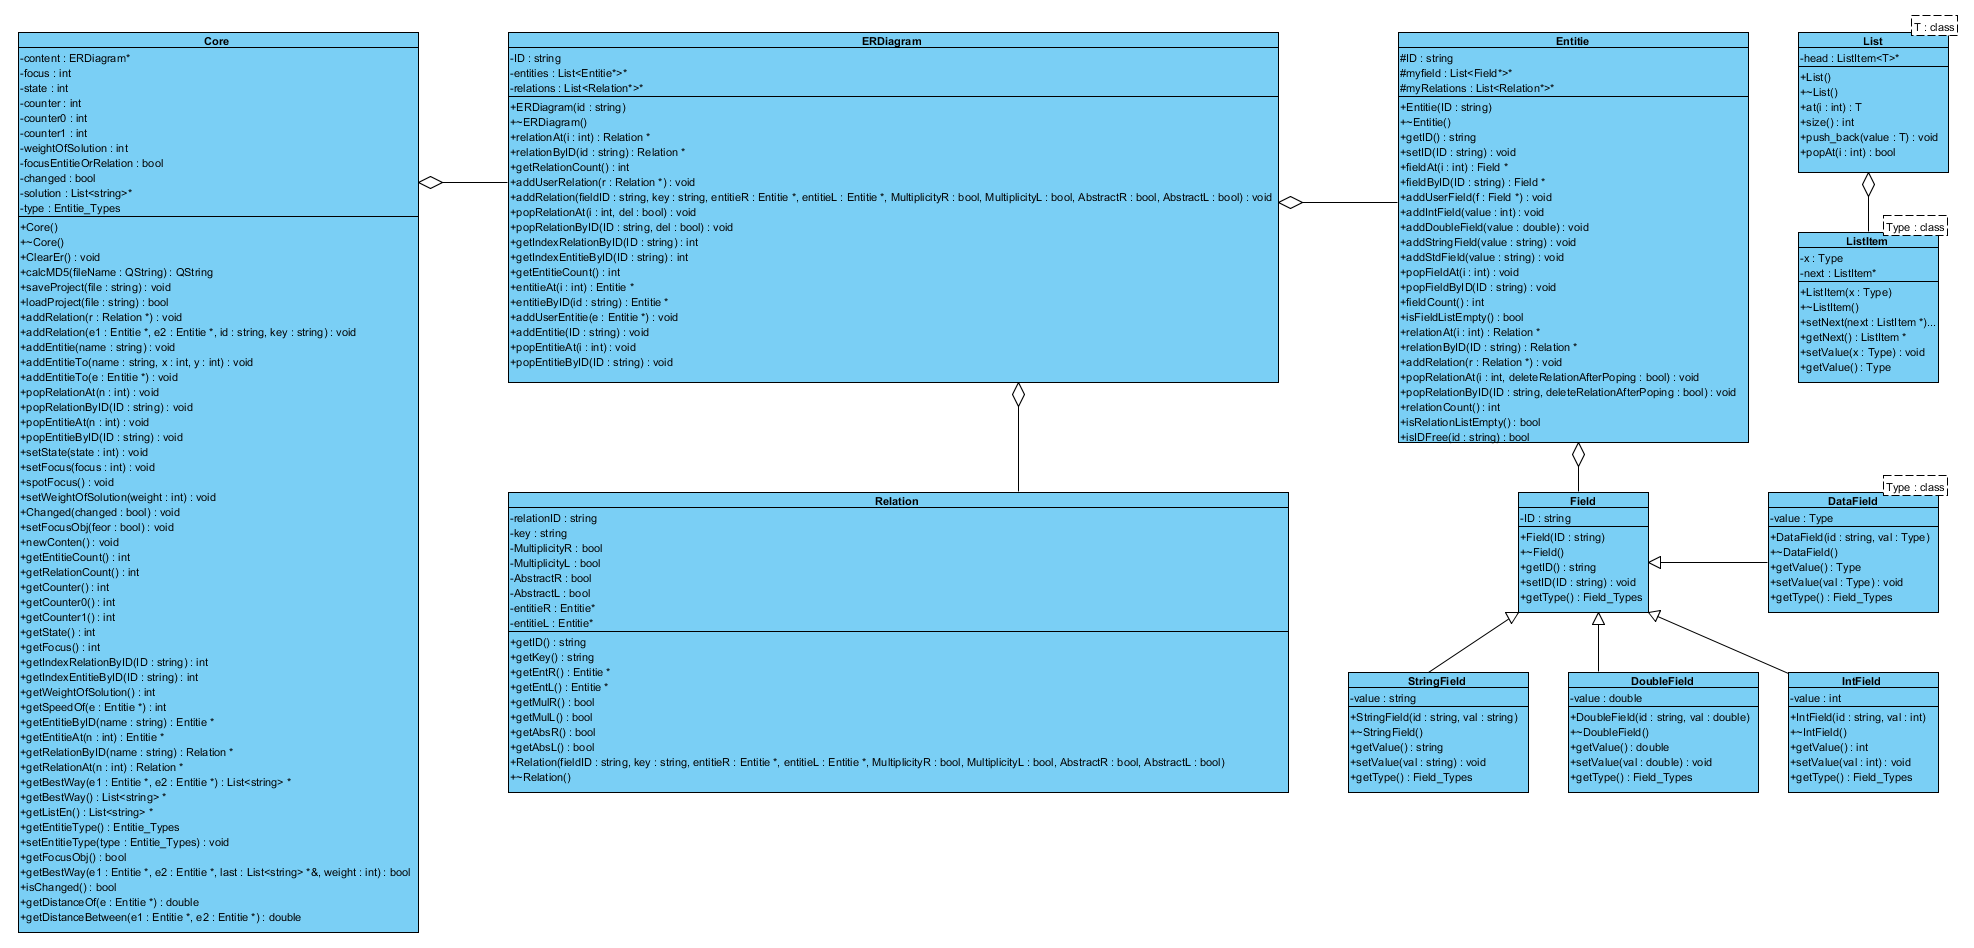 Core
-content : ERDiagram*
-focus : int
-state : int
-counter : int
-counter0 : int
-counter1 : int
-weightOfSolution : int
-focusEntitieOrRelation : bool
-changed : bool
-solution : List<string>*
-type : Entitie_Types
+Core()
+~Core()
+ClearEr() : void
+calcMD5(fileName : QString) : QString
+saveProject(file : string) : void
+loadProject(file : string) : bool
+addRelation(r : Relation *) : void
+addRelation(e1 : Entitie *, e2 : Entitie *, id : string, key : string) : void
+addEntitie(name : string) : void
+addEntitieTo(name : string, x : int, y : int) : void
+addEntitieTo(e : Entitie *) : void
+popRelationAt(n : int) : void
+popRelationByID(ID : string) : void
+popEntitieAt(n : int) : void
+popEntitieByID(ID : string) : void
+setState(state : int) : void
+setFocus(focus : int) : void
+spotFocus() : void
+setWeightOfSolution(weight : int) : void
+Changed(changed : bool) : void
+setFocusObj(feor : bool) : void
+newConten() : void
+getEntitieCount() : int
+getRelationCount() : int
+getCounter() : int
+getCounter0() : int
+getCounter1() : int
+getState() : int
+getFocus() : int
+getIndexRelationByID(ID : string) : int
+getIndexEntitieByID(ID : string) : int
+getWeightOfSolution() : int
+getSpeedOf(e : Entitie *) : int
+getEntitieByID(name : string) : Entitie *
+getEntitieAt(n : int) : Entitie *
+getRelationByID(name : string) : Relation *
+getRelationAt(n : int) : Relation *
+getBestWay(e1 : Entitie *, e2 : Entitie *) : List<string> *
+getBestWay() : List<string> *
+getListEn() : List<string> *
+getEntitieType() : Entitie_Types
+setEntitieType(type : Entitie_Types) : void
+getFocusObj() : bool
+getBestWay(e1 : Entitie *, e2 : Entitie *, last : List<string> *&, weight : int) : bool
+isChanged() : bool
+getDistanceOf(e : Entitie *) : double
+getDistanceBetween(e1 : Entitie *, e2 : Entitie *) : double
ERDiagram
-ID : string
-entities : List<Entitie*>*
-relations : List<Relation*>*
+ERDiagram(id : string)
+~ERDiagram()
+relationAt(i : int) : Relation *
+relationByID(id : string) : Relation *
+getRelationCount() : int
+addUserRelation(r : Relation *) : void
+addRelation(fieldID : string, key : string, entitieR : Entitie *, entitieL : Entitie *, MultiplicityR : bool, MultiplicityL : bool, AbstractR : bool, AbstractL : bool) : void
+popRelationAt(i : int, del : bool) : void
+popRelationByID(ID : string, del : bool) : void
+getIndexRelationByID(ID : string) : int
+getIndexEntitieByID(ID : string) : int
+getEntitieCount() : int
+entitieAt(i : int) : Entitie *
+entitieByID(id : string) : Entitie *
+addUserEntitie(e : Entitie *) : void
+addEntitie(ID : string) : void
+popEntitieAt(i : int) : void
+popEntitieByID(ID : string) : void
Relation
-relationID : string
-key : string
-MultiplicityR : bool
-MultiplicityL : bool
-AbstractR : bool
-AbstractL : bool
-entitieR : Entitie*
-entitieL : Entitie*
+getID() : string
+getKey() : string
+getEntR() : Entitie *
+getEntL() : Entitie *
+getMulR() : bool
+getMulL() : bool
+getAbsR() : bool
+getAbsL() : bool
+Relation(fieldID : string, key : string, entitieR : Entitie *, entitieL : Entitie *, MultiplicityR : bool, MultiplicityL : bool, AbstractR : bool, AbstractL : bool)
+~Relation()
Entitie
#ID : string
#myfield : List<Field*>*
#myRelations : List<Relation*>*
+Entitie(ID : string)
+~Entitie()
+getID() : string
+setID(ID : string) : void
+fieldAt(i : int) : Field *
+fieldByID(ID : string) : Field *
+addUserField(f : Field *) : void
+addIntField(value : int) : void
+addDoubleField(value : double) : void
+addStringField(value : string) : void
+addStdField(value : string) : void
+popFieldAt(i : int) : void
+popFieldByID(ID : string) : void
+fieldCount() : int
+isFieldListEmpty() : bool
+relationAt(i : int) : Relation *
+relationByID(ID : string) : Relation *
+addRelation(r : Relation *) : void
+popRelationAt(i : int, deleteRelationAfterPoping : bool) : void
+popRelationByID(ID : string, deleteRelationAfterPoping : bool) : void
+relationCount() : int
+isRelationListEmpty() : bool
+isIDFree(id : string) : bool
T : class
List
-head : ListItem<T>*
+List()
+~List()
+at(i : int) : T
+size() : int
+push_back(value : T) : void
+popAt(i : int) : bool
Type : class
ListItem
-x : Type
-next : ListItem*
+ListItem(x : Type)
+~ListItem()
+setNext(next : ListItem *)...
+getNext() : ListItem *
+setValue(x : Type) : void
+getValue() : Type
Field
-ID : string
+Field(ID : string)
+~Field()
+getID() : string
+setID(ID : string) : void
+getType() : Field_Types
Type : class
DataField
-value : Type
+DataField(id : string, val : Type)
+~DataField()
+getValue() : Type
+setValue(val : Type) : void
+getType() : Field_Types
StringField
-value : string
+StringField(id : string, val : string)
+~StringField()
+getValue() : string
+setValue(val : string) : void
+getType() : Field_Types
DoubleField
-value : double
+DoubleField(id : string, val : double)
+~DoubleField()
+getValue() : double
+setValue(val : double) : void
+getType() : Field_Types
IntField
-value : int
+IntField(id : string, val : int)
+~IntField()
+getValue() : int
+setValue(val : int) : void
+getType() : Field_Types